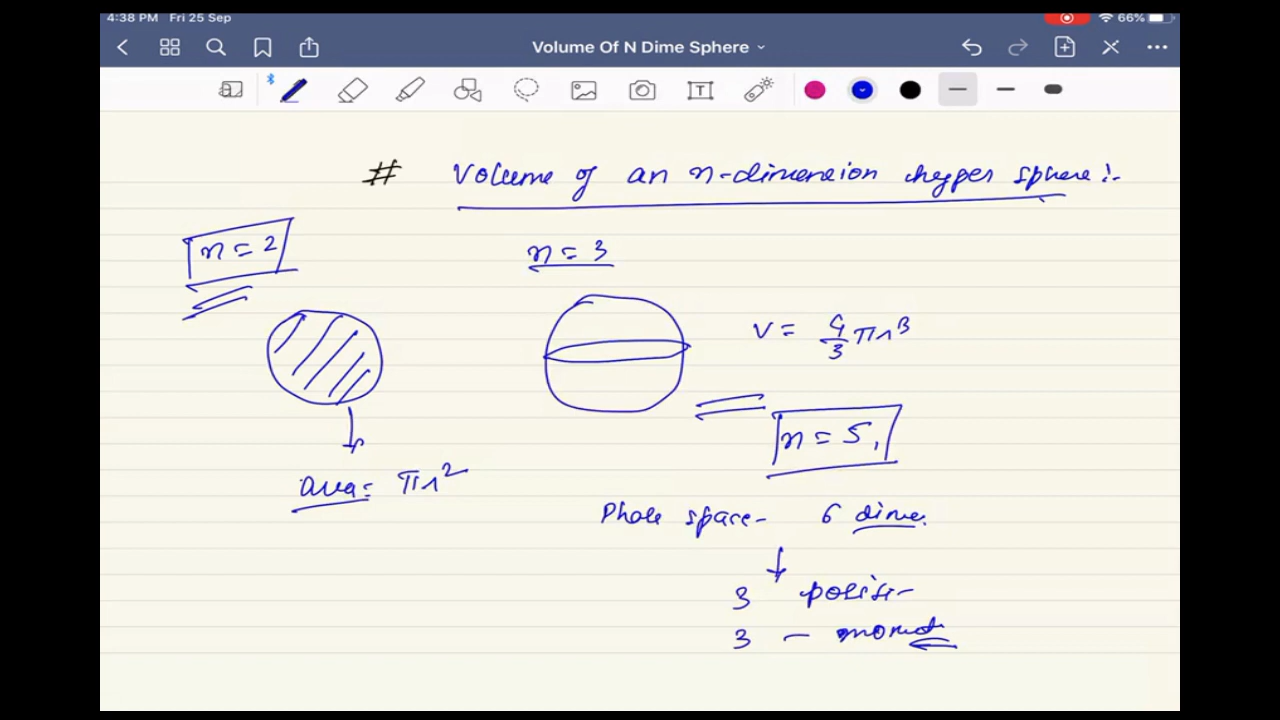 4:38 PM Fri 25 Sep 66%
Volume Of N Dime Sphere
T
# Volume of an n-dimension hyper sphere:-
n = 2
n = 3
V = 4/3 πr³
n = 5,
area = πr²
Phase space - 6 dime.
3 positi-
3 - moment